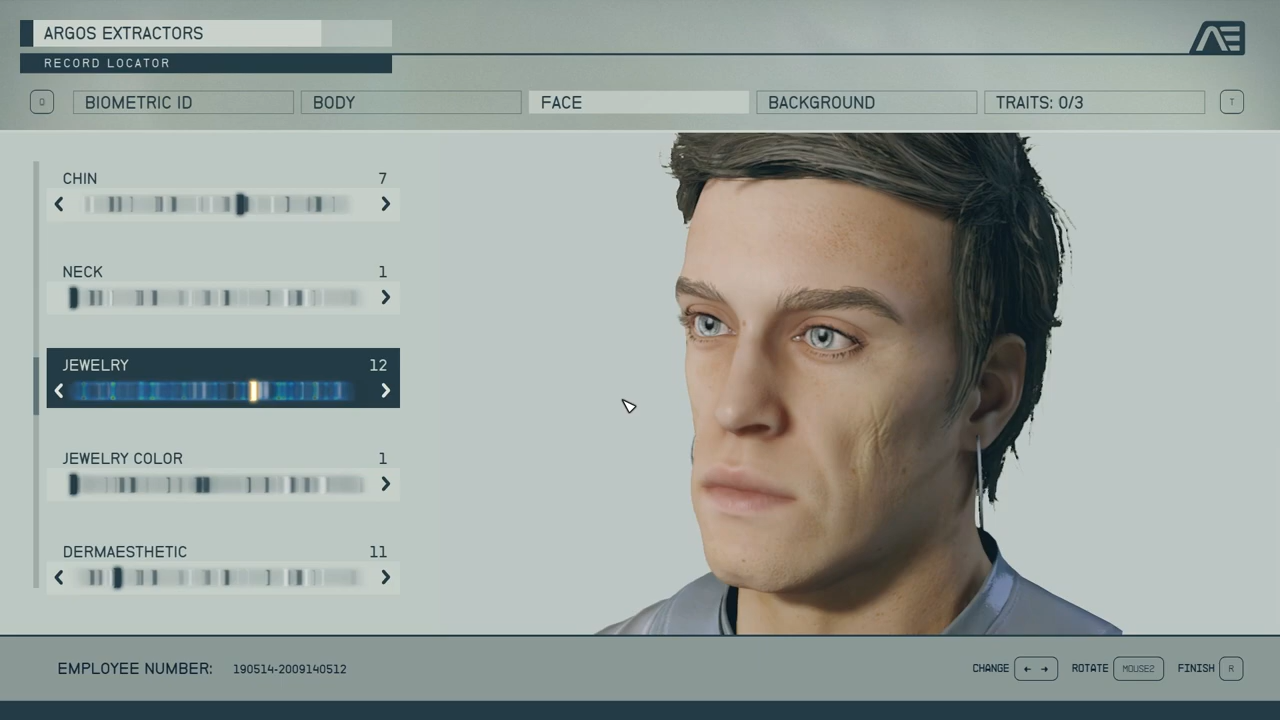 ARGOS EXTRACTORS
RECORD LOCATOR
Q BIOMETRIC ID BODY FACE BACKGROUND TRAITS: 0/3 T
CHIN 7
NECK 1
JEWELRY 12
JEWELRY COLOR 1
DERMAESTHETIC 11
EMPLOYEE NUMBER: 190514-2009140512 CHANGE ROTATE MOUSE2 FINISH R